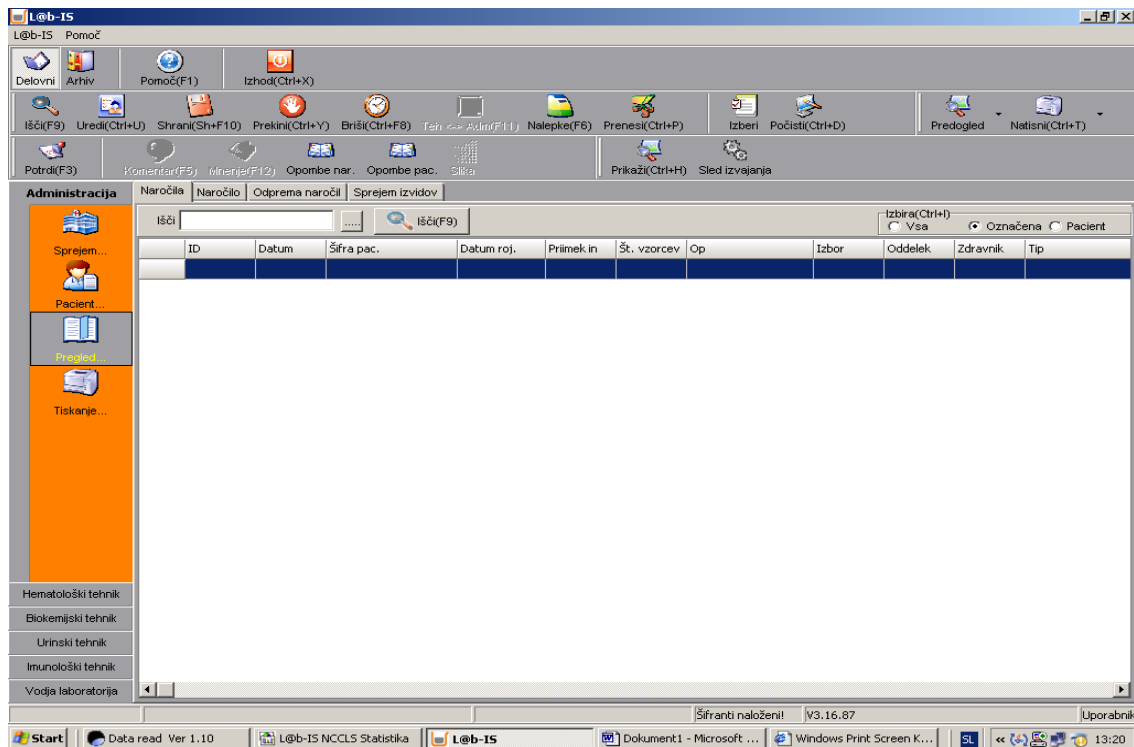 L@b-IS
L@b-IS Pomoč
Delovni Arhiv Pomoč(F1) Izhod(Ctrl+X)
Išči(F9) Uredi(Ctrl+U) Shrani(Sh+F10) Prekini(Ctrl+Y) Briši(Ctrl+F8) Teh <-> Adm(F11) Nalepke(F6) Prenesi(Ctrl+P) Izberi Počisti(Ctrl+D) Predogled Natisni(Ctrl+T)
Potrdi(F3) Komentar(F5) Mnenje(F12) Opombe nar. Opombe pac. Slika Prikaži(Ctrl+H) Sled izvajanja
Administracija
Naročila Naročilo Odprema naročil Sprejem izvidov
Išči ..... Išči(F9)
Izbira(Ctrl+I)
Vsa Označena Pacient
ID Datum Šifra pac. Datum roj. Priimek in Št. vzorcev Op Izbor Oddelek Zdravnik Tip
Sprejem...
Pacient...
Pregled...
Tiskanje...
Hematološki tehnik
Biokemijski tehnik
Urinski tehnik
Imunološki tehnik
Vodja laboratorija
Šifranti naloženi! V3.16.87 Uporabnik
Start Data read Ver 1.10 L@b-IS NCCLS Statistika L@b-IS Dokument1 - Microsoft ... Windows Print Screen K... SL « 13:20